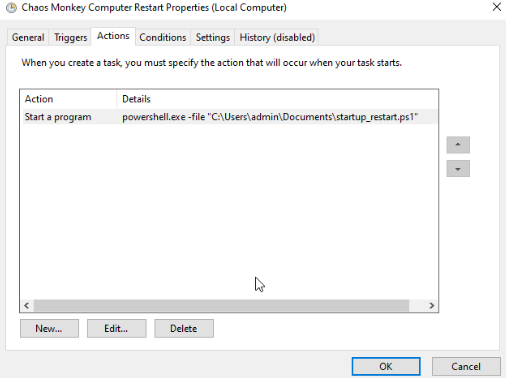 Chaos Monkey Computer Restart Properties (Local Computer)
General Triggers Actions Conditions Settings History (disabled)
When you create a task, you must specify the action that will occur when your task starts.
Action Details
Start a program powershell.exe -file "C:\Users\admin\Documents\startup_restart.ps1"
New... Edit... Delete
OK Cancel